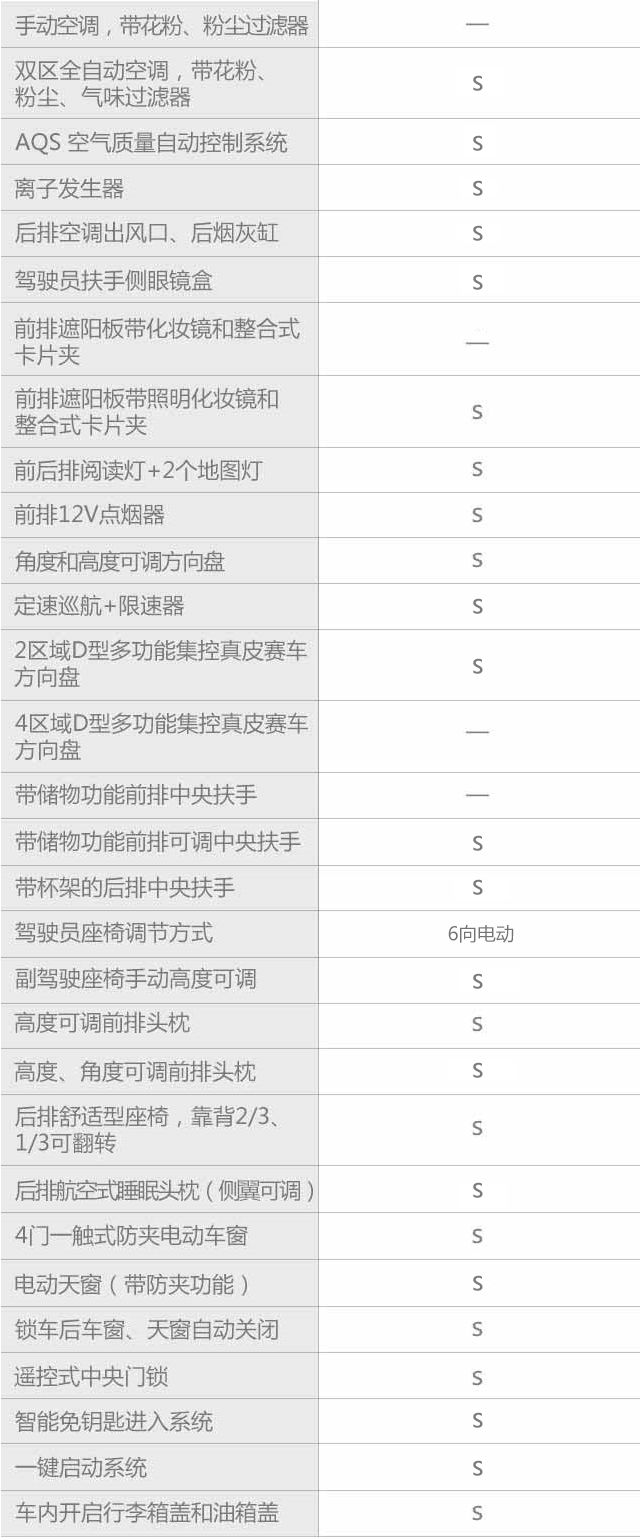 手动空调，带花粉、粉尘过滤器 —
双区全自动空调，带花粉、
粉尘、气味过滤器 S
AQS 空气质量自动控制系统 S
离子发生器 S
后排空调出风口、后烟灰缸 S
驾驶员扶手侧眼镜盒 S
前排遮阳板带化妆镜和整合式
卡片夹 —
前排遮阳板带照明化妆镜和
整合式卡片夹 S
前后排阅读灯+2个地图灯 S
前排12V点烟器 S
角度和高度可调方向盘 S
定速巡航+限速器 S
2区域D型多功能集控真皮赛车
方向盘 S
4区域D型多功能集控真皮赛车
方向盘 —
带储物功能前排中央扶手 —
带储物功能前排可调中央扶手 S
带杯架的后排中央扶手 S
驾驶员座椅调节方式 6向电动
副驾驶座椅手动高度可调 S
高度可调前排头枕 S
高度、角度可调前排头枕 S
后排舒适型座椅，靠背2/3、
1/3可翻转 S
后排航空式睡眠头枕（侧翼可调） S
4门一触式防夹电动车窗 S
电动天窗（带防夹功能） S
锁车后车窗、天窗自动关闭 S
遥控式中央门锁 S
智能免钥匙进入系统 S
一键启动系统 S
车内开启行李箱盖和油箱盖 S